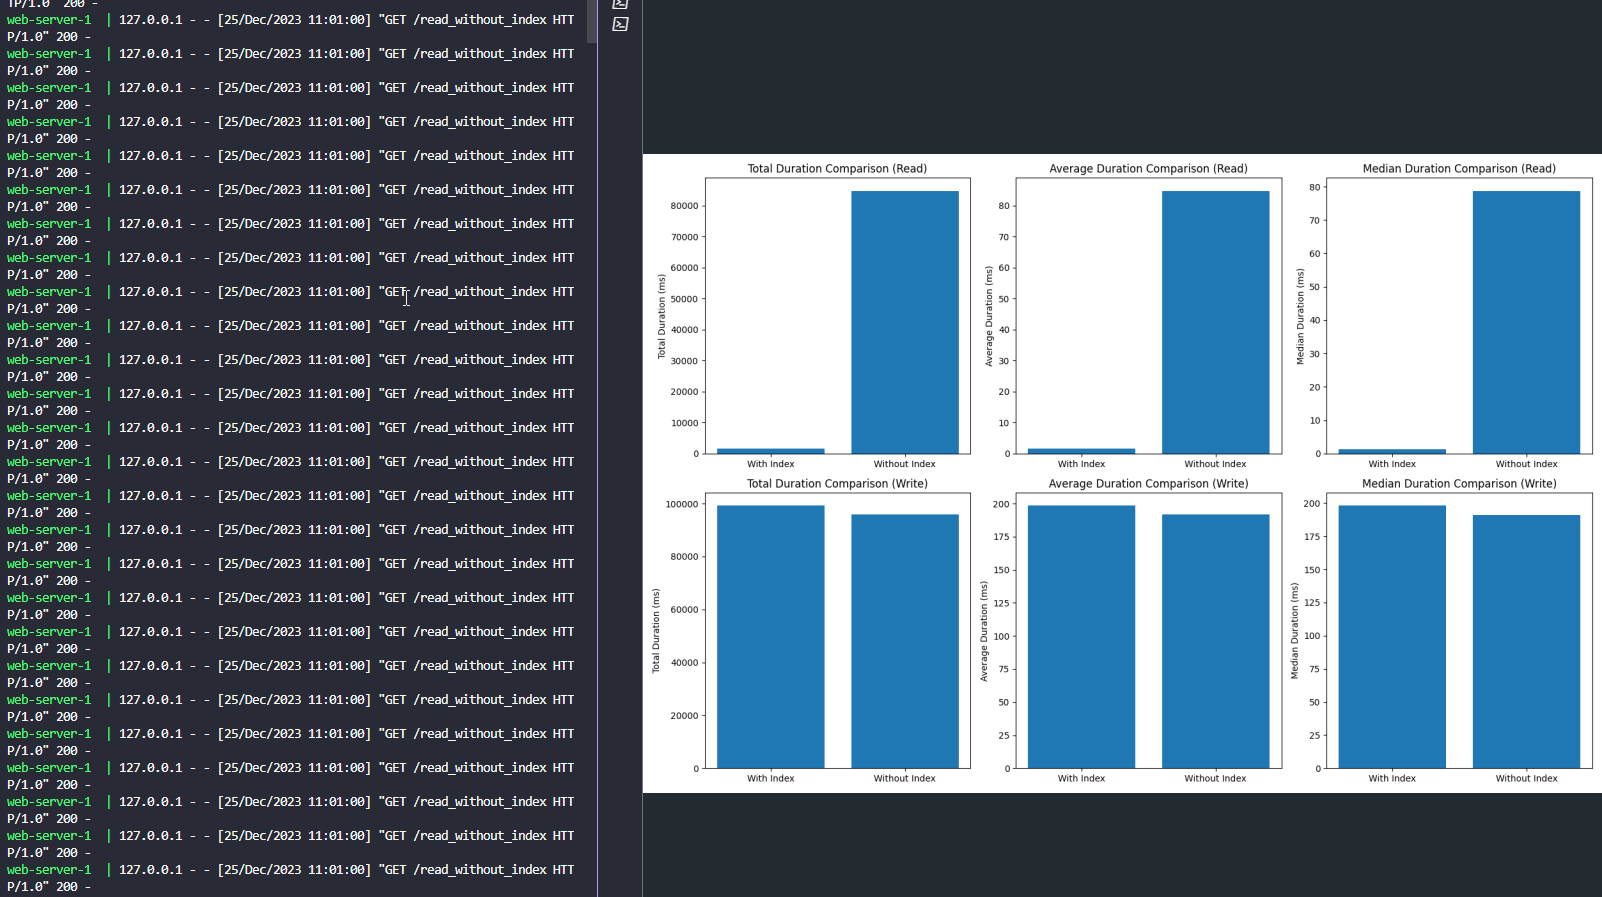 TP/1.0" 200 -
web-server-1 | 127.0.0.1 - - [25/Dec/2023 11:01:00] "GET /read_without_index HTT
P/1.0" 200 -
web-server-1 | 127.0.0.1 - - [25/Dec/2023 11:01:00] "GET /read_without_index HTT
P/1.0" 200 -
web-server-1 | 127.0.0.1 - - [25/Dec/2023 11:01:00] "GET /read_without_index HTT
P/1.0" 200 -
web-server-1 | 127.0.0.1 - - [25/Dec/2023 11:01:00] "GET /read_without_index HTT
P/1.0" 200 -
web-server-1 | 127.0.0.1 - - [25/Dec/2023 11:01:00] "GET /read_without_index HTT
P/1.0" 200 -
web-server-1 | 127.0.0.1 - - [25/Dec/2023 11:01:00] "GET /read_without_index HTT
P/1.0" 200 -
web-server-1 | 127.0.0.1 - - [25/Dec/2023 11:01:00] "GET /read_without_index HTT
P/1.0" 200 -
web-server-1 | 127.0.0.1 - - [25/Dec/2023 11:01:00] "GET /read_without_index HTT
P/1.0" 200 -
web-server-1 | 127.0.0.1 - - [25/Dec/2023 11:01:00] "GET /read_without_index HTT
P/1.0" 200 -
web-server-1 | 127.0.0.1 - - [25/Dec/2023 11:01:00] "GET /read_without_index HTT
P/1.0" 200 -
web-server-1 | 127.0.0.1 - - [25/Dec/2023 11:01:00] "GET /read_without_index HTT
P/1.0" 200 -
web-server-1 | 127.0.0.1 - - [25/Dec/2023 11:01:00] "GET /read_without_index HTT
P/1.0" 200 -
web-server-1 | 127.0.0.1 - - [25/Dec/2023 11:01:00] "GET /read_without_index HTT
P/1.0" 200 -
web-server-1 | 127.0.0.1 - - [25/Dec/2023 11:01:00] "GET /read_without_index HTT
P/1.0" 200 -
web-server-1 | 127.0.0.1 - - [25/Dec/2023 11:01:00] "GET /read_without_index HTT
P/1.0" 200 -
web-server-1 | 127.0.0.1 - - [25/Dec/2023 11:01:00] "GET /read_without_index HTT
P/1.0" 200 -
web-server-1 | 127.0.0.1 - - [25/Dec/2023 11:01:00] "GET /read_without_index HTT
P/1.0" 200 -
web-server-1 | 127.0.0.1 - - [25/Dec/2023 11:01:00] "GET /read_without_index HTT
P/1.0" 200 -
web-server-1 | 127.0.0.1 - - [25/Dec/2023 11:01:00] "GET /read_without_index HTT
P/1.0" 200 -
web-server-1 | 127.0.0.1 - - [25/Dec/2023 11:01:00] "GET /read_without_index HTT
P/1.0" 200 -
web-server-1 | 127.0.0.1 - - [25/Dec/2023 11:01:00] "GET /read_without_index HTT
P/1.0" 200 -
web-server-1 | 127.0.0.1 - - [25/Dec/2023 11:01:00] "GET /read_without_index HTT
P/1.0" 200 -
web-server-1 | 127.0.0.1 - - [25/Dec/2023 11:01:00] "GET /read_without_index HTT
P/1.0" 200 -
web-server-1 | 127.0.0.1 - - [25/Dec/2023 11:01:00] "GET /read_without_index HTT
P/1.0" 200 -
web-server-1 | 127.0.0.1 - - [25/Dec/2023 11:01:00] "GET /read_without_index HTT
P/1.0" 200 -
web-server-1 | 127.0.0.1 - - [25/Dec/2023 11:01:00] "GET /read_without_index HTT
P/1.0" 200 -
Total Duration Comparison (Read)
Total Duration (ms)
80000
70000
60000
50000
40000
30000
20000
10000
0
With Index Without Index
Average Duration Comparison (Read)
Average Duration (ms)
80
70
60
50
40
30
20
10
0
With Index Without Index
Median Duration Comparison (Read)
Median Duration (ms)
80
70
60
50
40
30
20
10
0
With Index Without Index
Total Duration Comparison (Write)
Total Duration (ms)
100000
80000
60000
40000
20000
0
With Index Without Index
Average Duration Comparison (Write)
Average Duration (ms)
200
175
150
125
100
75
50
25
0
With Index Without Index
Median Duration Comparison (Write)
Median Duration (ms)
200
175
150
125
100
75
50
25
0
With Index Without Index